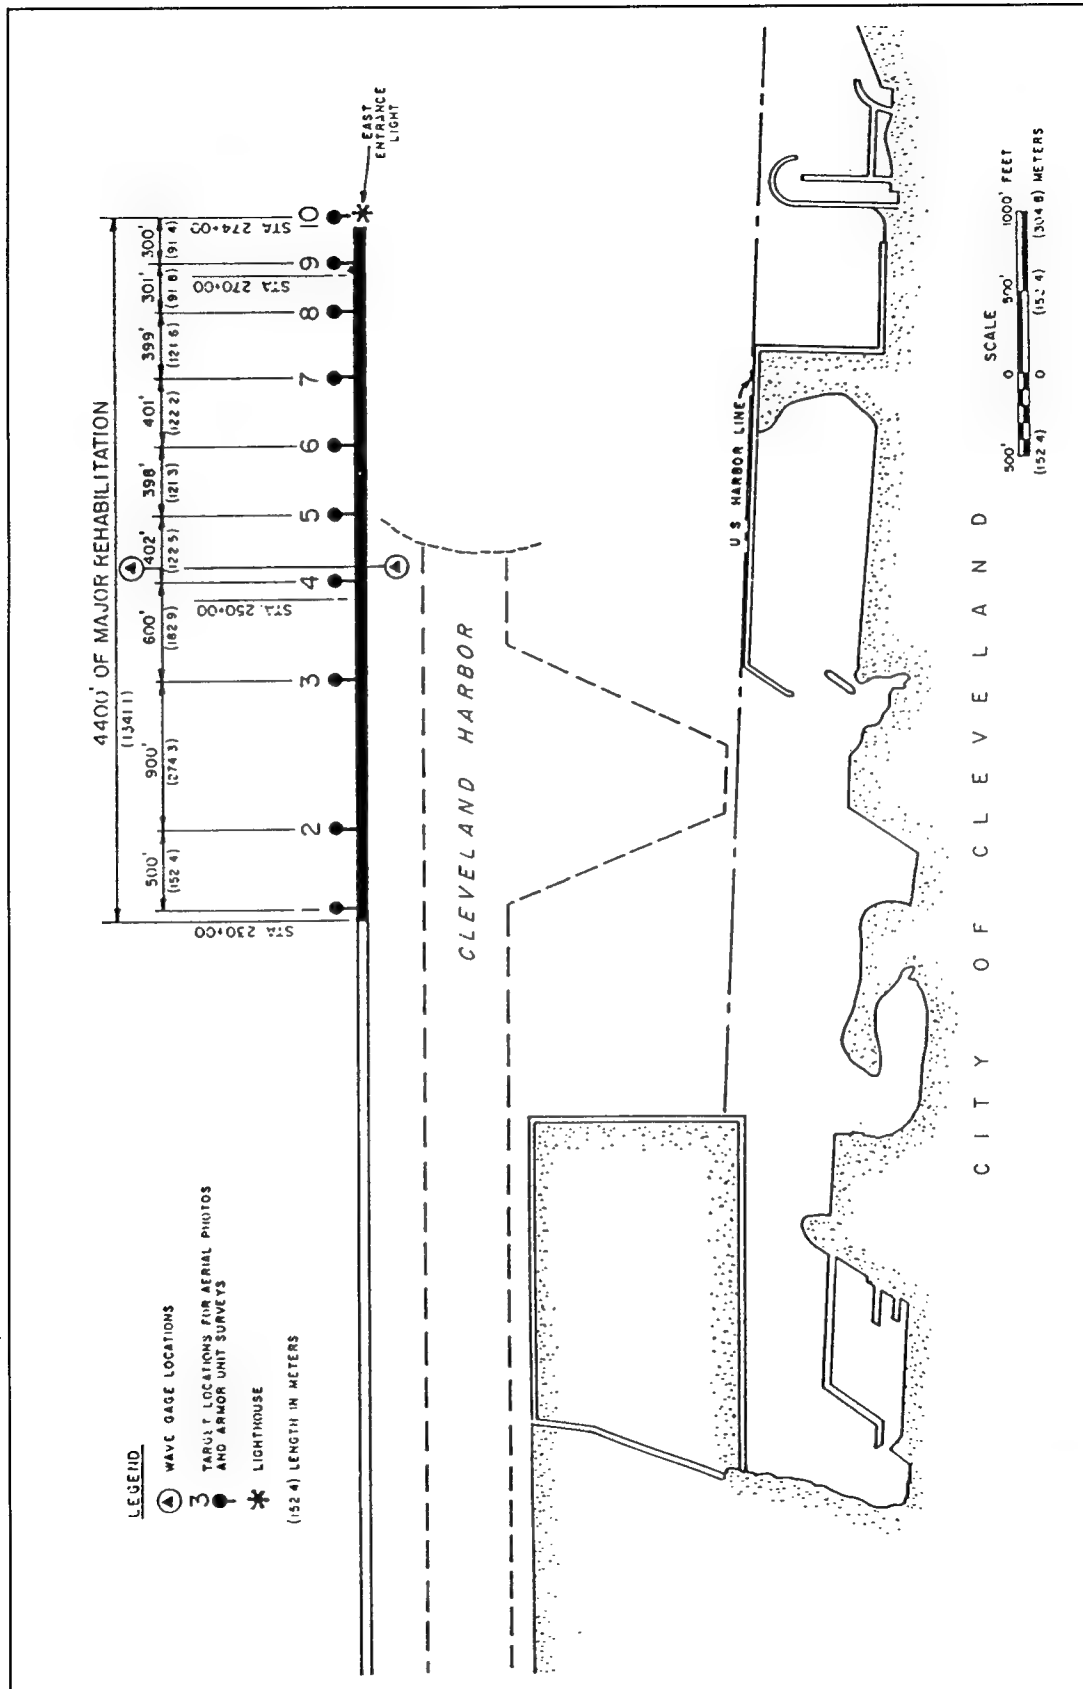 4400' OF MAJOR REHABILITATION
(1341 1)
500'
(152 4)
900'
(274 3)
600'
(182 9)
402'
(122 5)
398'
(121 3)
401'
(122 2)
399'
(121 6)
301'
(91 8)
300'
(91 4)
STA 230+00
STA. 250+00
STA 270+00
STA 274+00
1
2
3
4
5
6
7
8
9
10
EAST
ENTRANCE
LIGHT
CLEVELAND HARBOR
U S HARBOR LINE
CITY OF CLEVELAND
LEGEND
WAVE GAGE LOCATIONS
3 TARGET LOCATIONS FOR AERIAL PHOTOS
AND ARMOR UNIT SURVEYS
LIGHTHOUSE
(152 4) LENGTH IN METERS
SCALE
500' 0 500' 1000' FEET
(152 4) 0 (152 4) (304 8) METERS